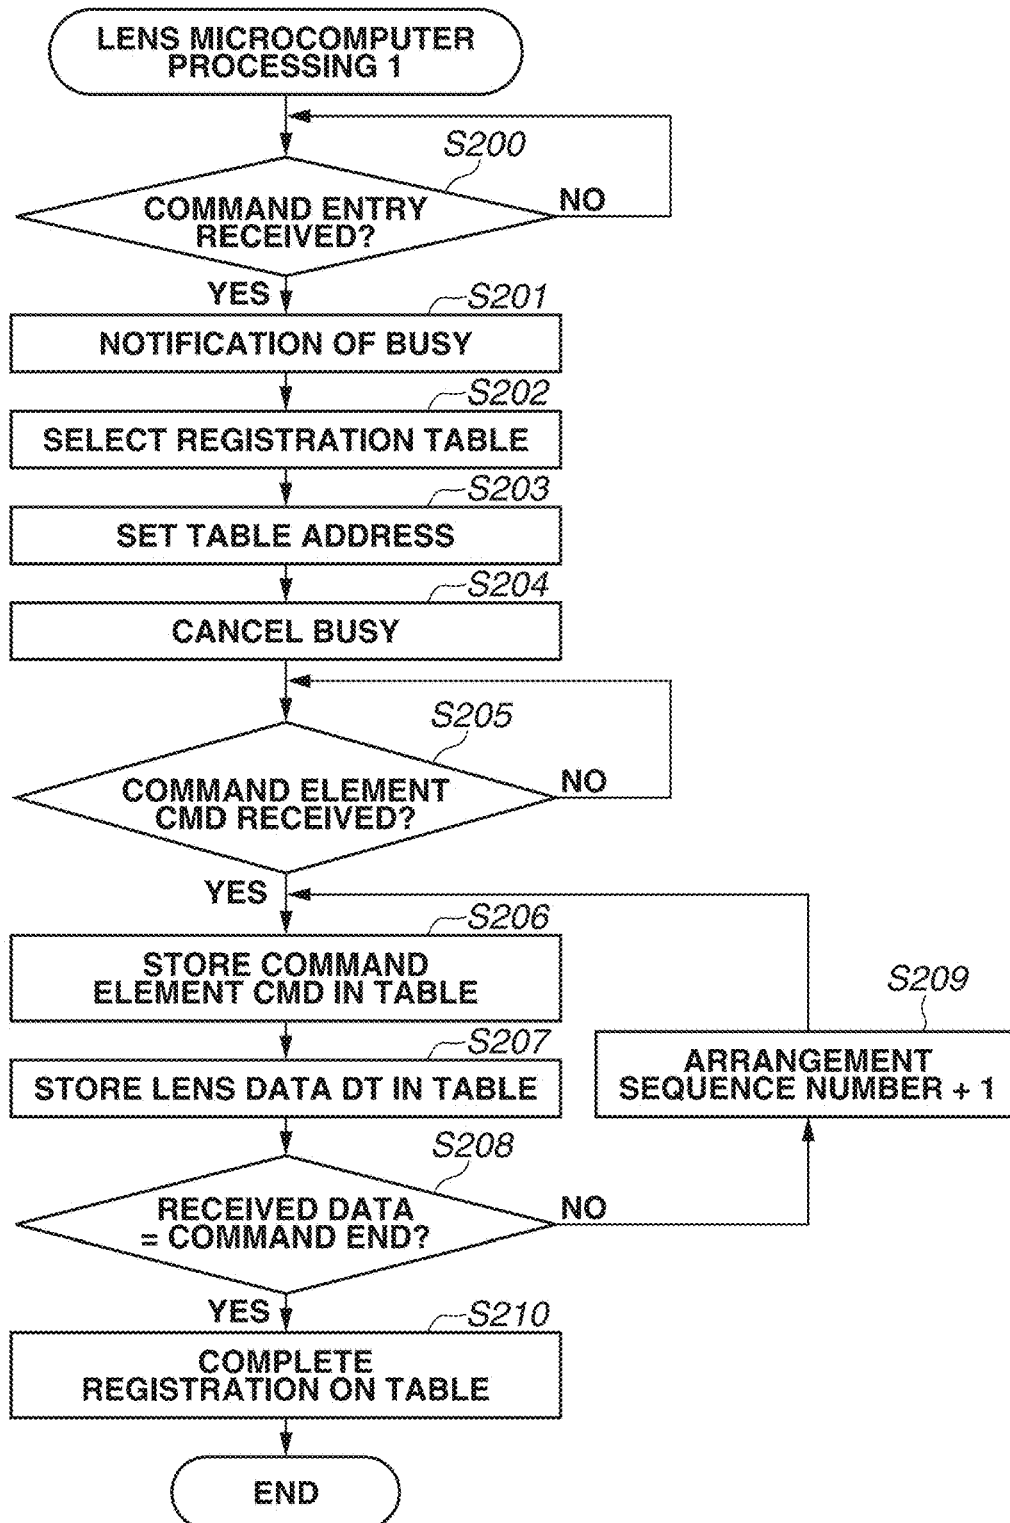 LENS MICROCOMPUTER
PROCESSING 1
S200
COMMAND ENTRY
RECEIVED?
NO
YES
S201
NOTIFICATION OF BUSY
S202
SELECT REGISTRATION TABLE
S203
SET TABLE ADDRESS
S204
CANCEL BUSY
S205
COMMAND ELEMENT
CMD RECEIVED?
NO
YES
S206
STORE COMMAND
ELEMENT CMD IN TABLE
S207
STORE LENS DATA DT IN TABLE
S209
ARRANGEMENT
SEQUENCE NUMBER + 1
S208
RECEIVED DATA
= COMMAND END?
NO
YES
S210
COMPLETE
REGISTRATION ON TABLE
END